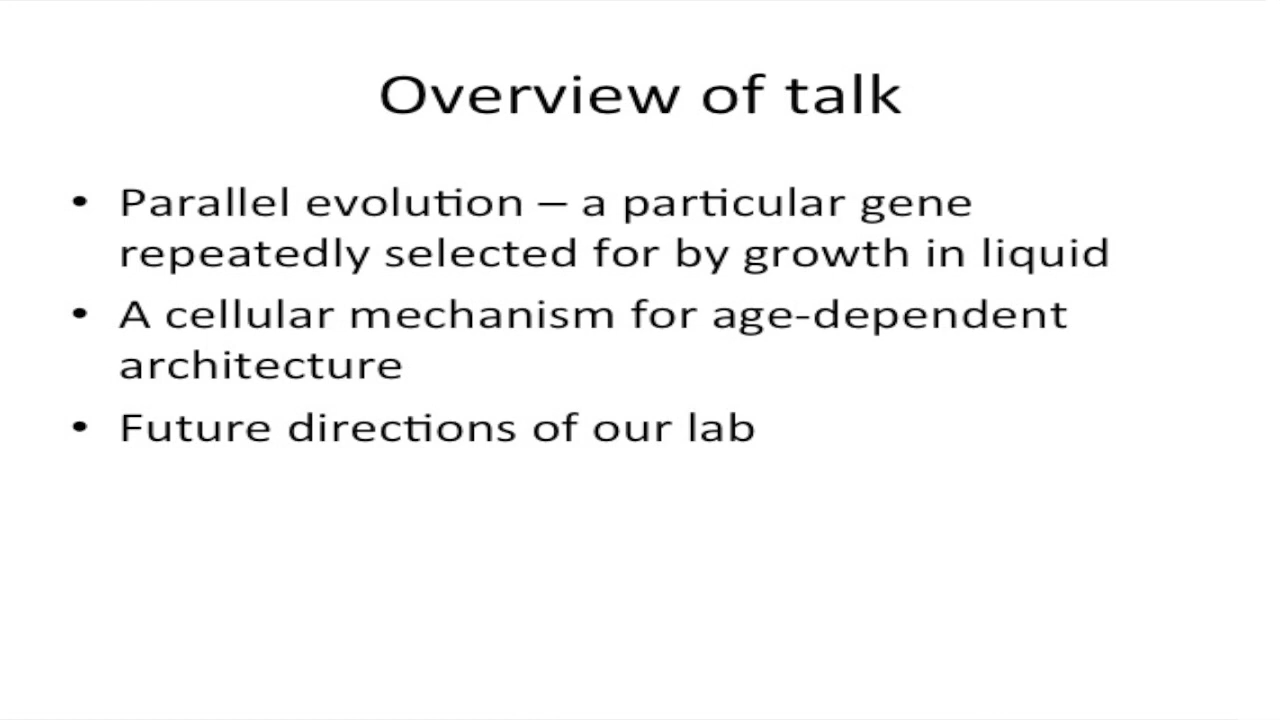 Overview of talk
• Parallel evolution – a particular gene
repeatedly selected for by growth in liquid
• A cellular mechanism for age-dependent
architecture
• Future directions of our lab